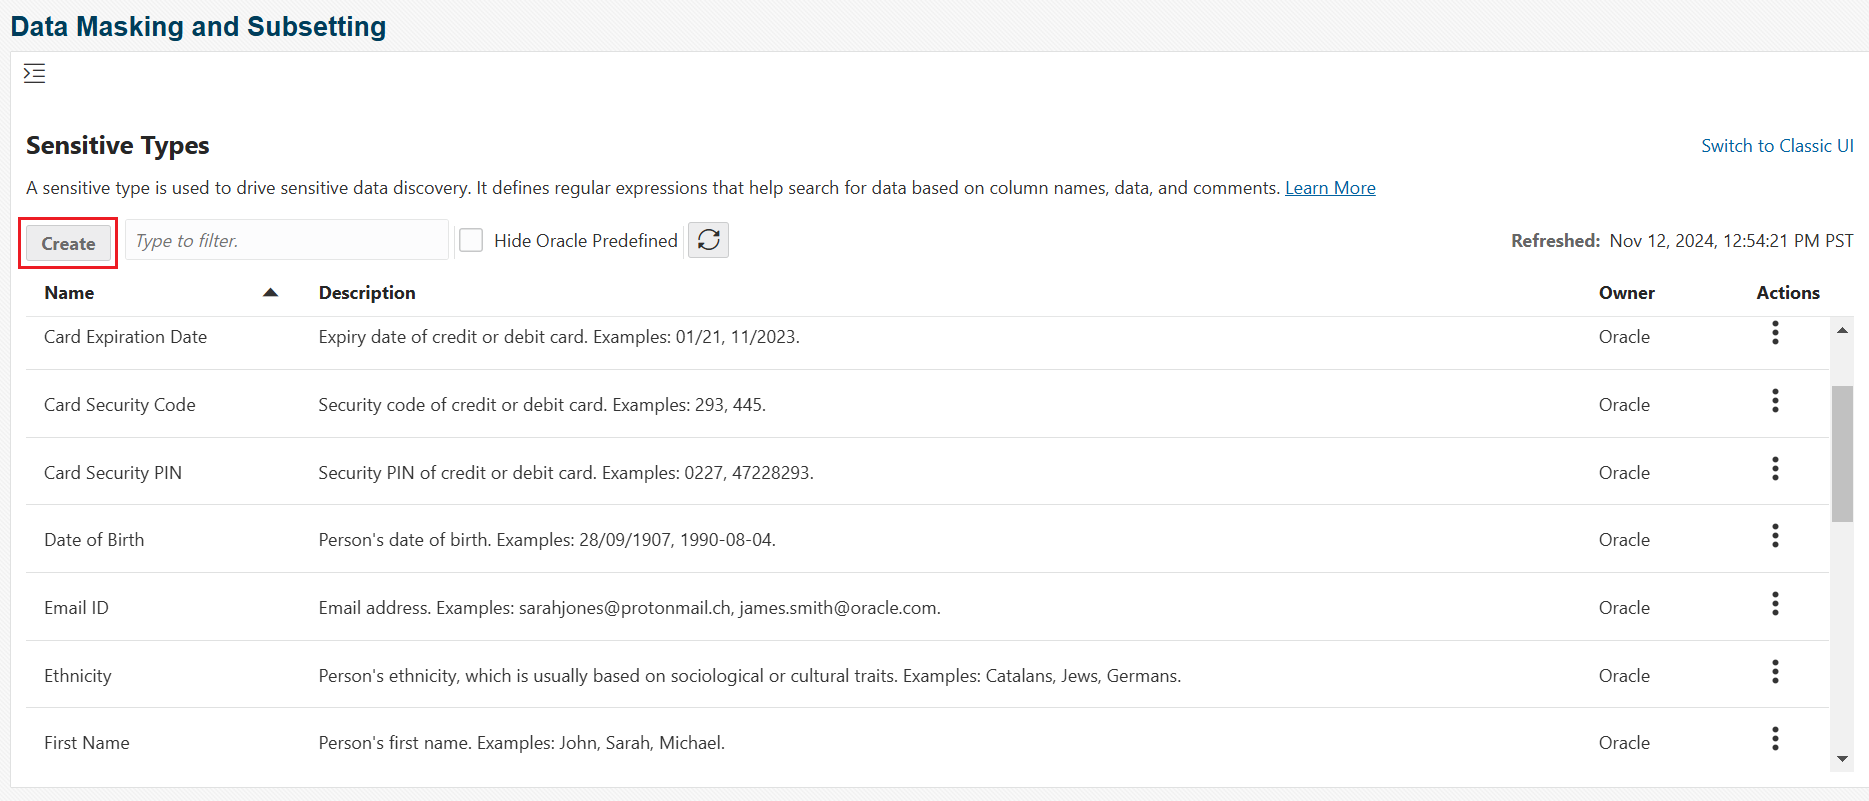 Data Masking and Subsetting
Sensitive Types
Switch to Classic UI
A sensitive type is used to drive sensitive data discovery. It defines regular expressions that help search for data based on column names, data, and comments. Learn More
Create Type to filter. Hide Oracle Predefined Refreshed: Nov 12, 2024, 12:54:21 PM PST
Name Description Owner Actions
Card Expiration Date Expiry date of credit or debit card. Examples: 01/21, 11/2023. Oracle
Card Security Code Security code of credit or debit card. Examples: 293, 445. Oracle
Card Security PIN Security PIN of credit or debit card. Examples: 0227, 47228293. Oracle
Date of Birth Person's date of birth. Examples: 28/09/1907, 1990-08-04. Oracle
Email ID Email address. Examples: sarahjones@protonmail.ch, james.smith@oracle.com. Oracle
Ethnicity Person's ethnicity, which is usually based on sociological or cultural traits. Examples: Catalans, Jews, Germans. Oracle
First Name Person's first name. Examples: John, Sarah, Michael. Oracle